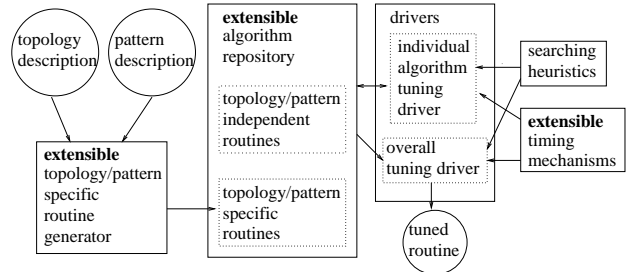 topology
description
pattern
description
extensible
topology/pattern
specific
routine
generator
extensible
algorithm
repository
topology/pattern
independent
routines
topology/pattern
specific
routines
drivers
individual
algorithm
tuning
driver
overall
tuning driver
tuned
routine
searching
heuristics
extensible
timing
mechanisms